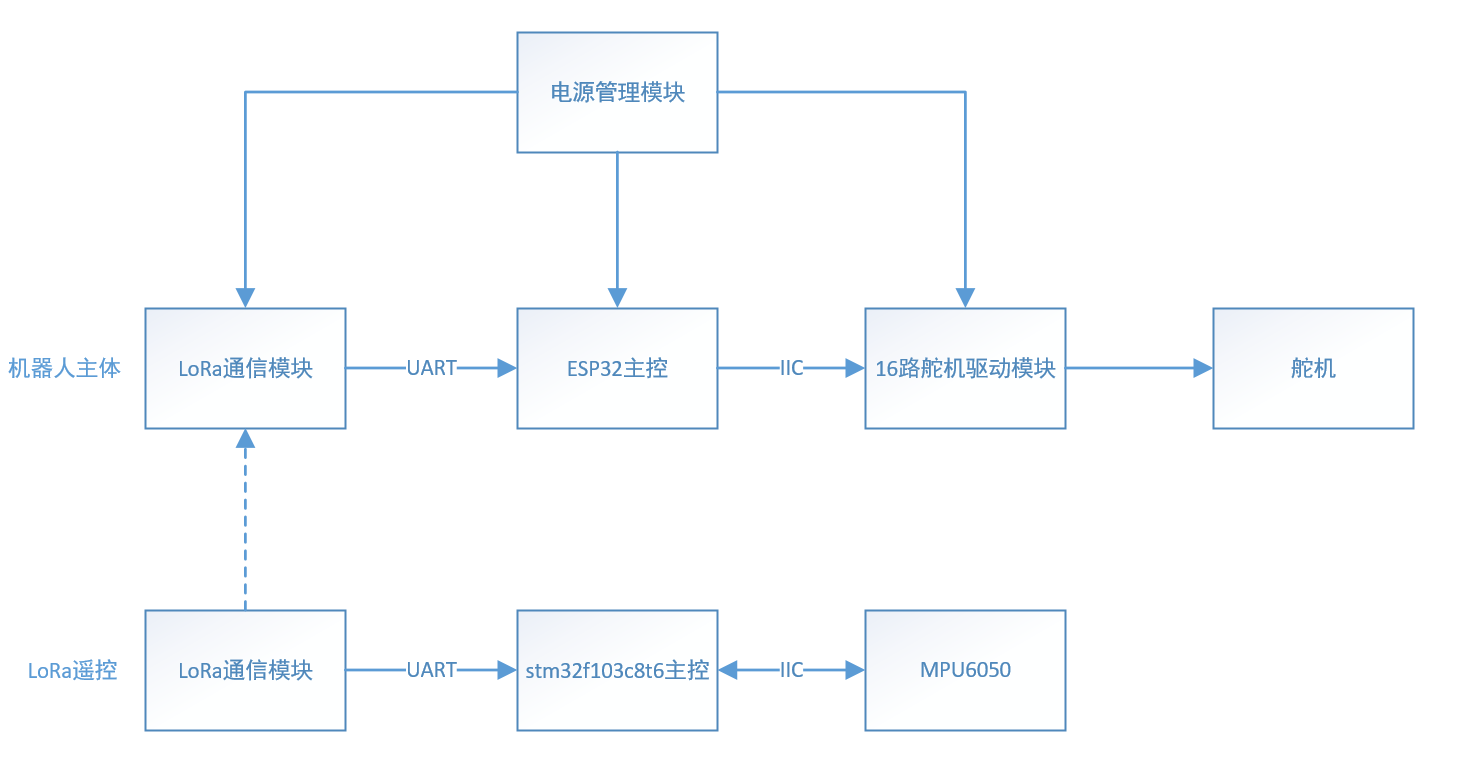 电源管理模块
机器人主体
LoRa通信模块
UART
ESP32主控
IIC
16路舵机驱动模块
舵机
LoRa遥控
LoRa通信模块
UART
stm32f103c8t6主控
IIC
MPU6050